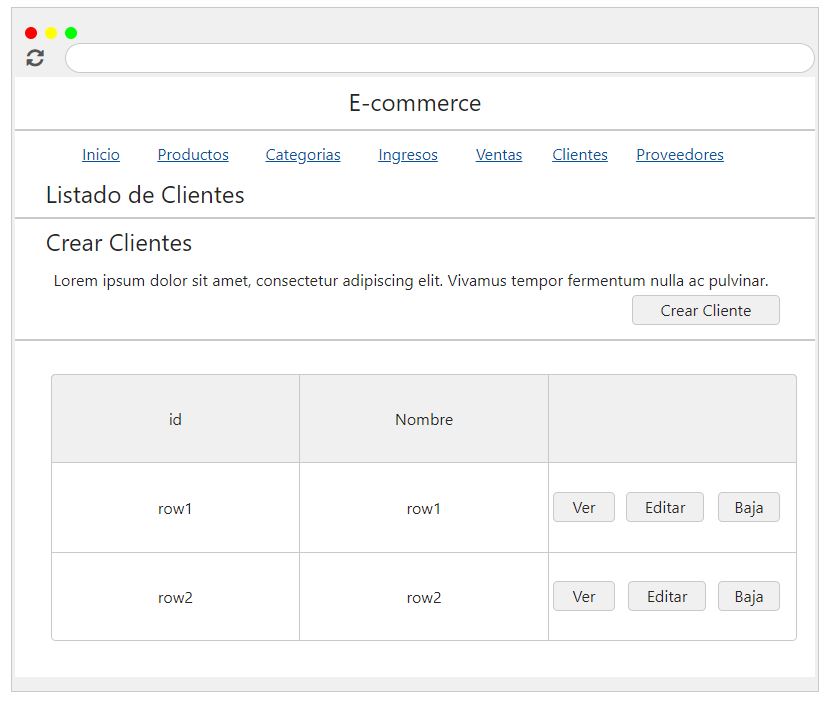 E-commerce
Inicio Productos Categorias Ingresos Ventas Clientes Proveedores
Listado de Clientes
Crear Clientes
Lorem ipsum dolor sit amet, consectetur adipiscing elit. Vivamus tempor fermentum nulla ac pulvinar.
Crear Cliente
id Nombre
row1 row1 Ver Editar Baja
row2 row2 Ver Editar Baja